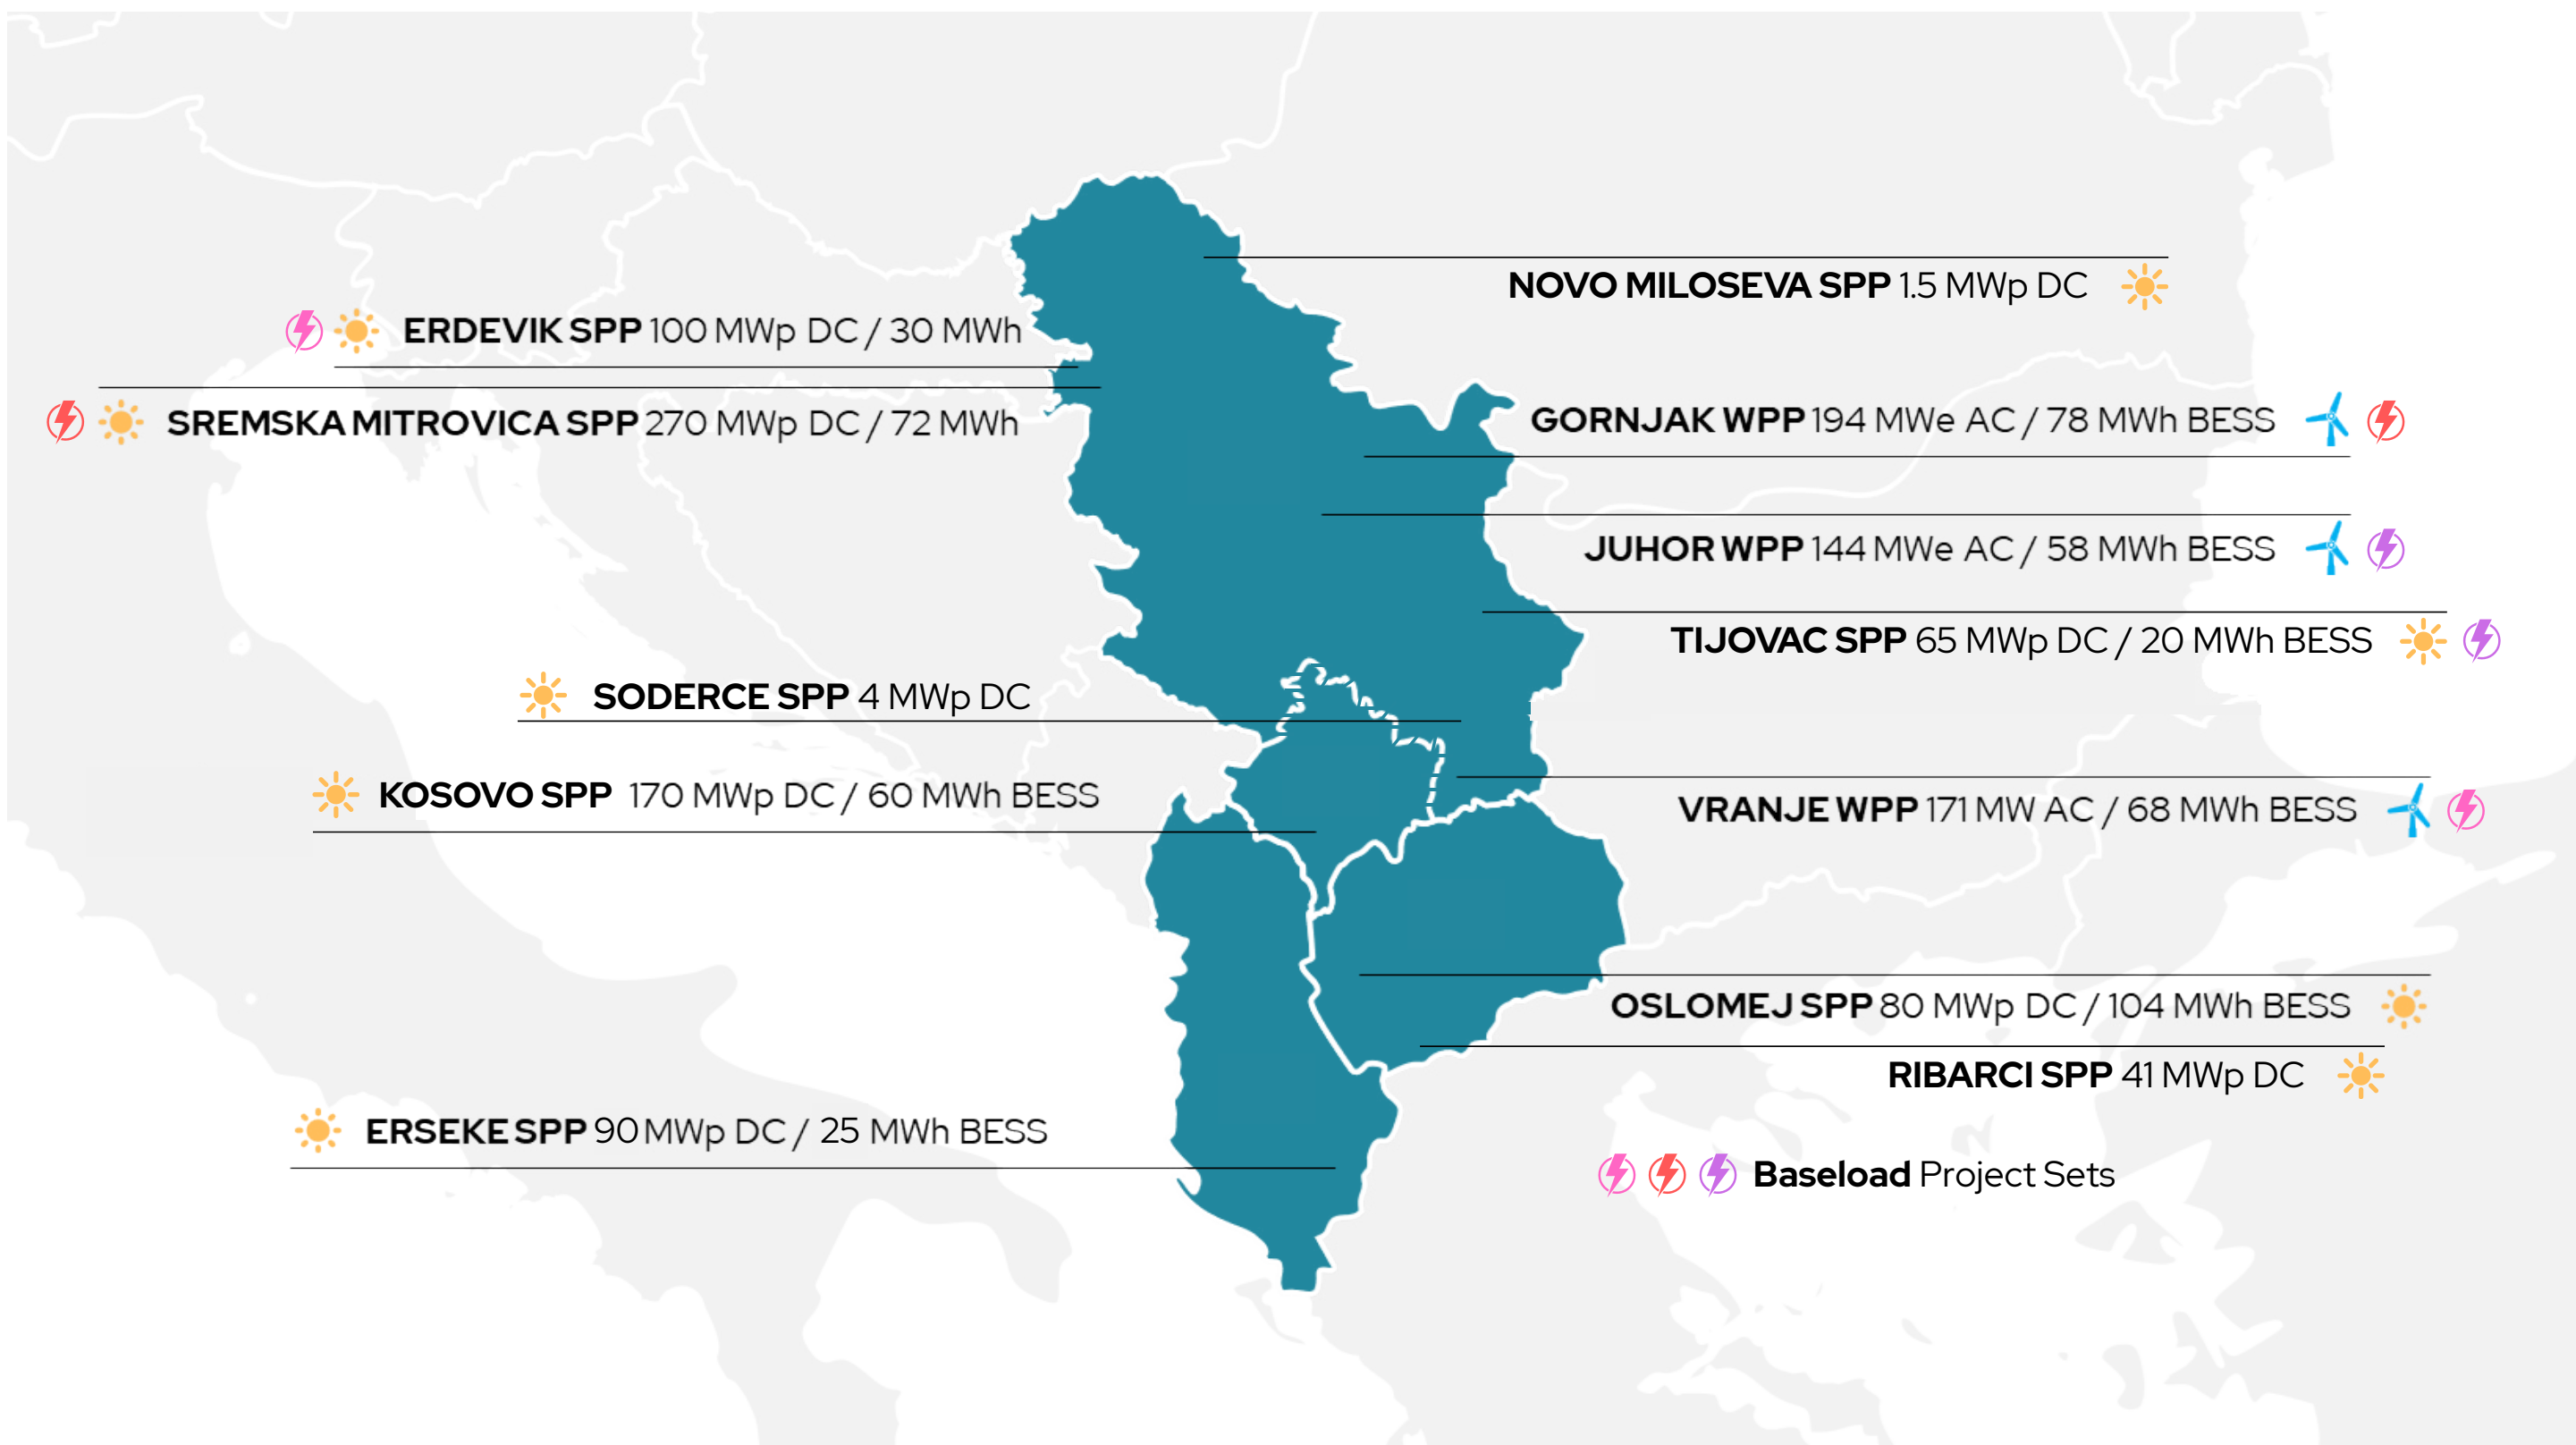 NOVO MILOSEVA SPP 1.5 MWp DC
ERDEVIK SPP 100 MWp DC / 30 MWh
SREMSKA MITROVICA SPP 270 MWp DC / 72 MWh
GORNJAK WPP 194 MWe AC / 78 MWh BESS
JUHOR WPP 144 MWe AC / 58 MWh BESS
TIJOVAC SPP 65 MWp DC / 20 MWh BESS
SODERCE SPP 4 MWp DC
KOSOVO SPP 170 MWp DC / 60 MWh BESS
VRANJE WPP 171 MW AC / 68 MWh BESS
OSLOMEJ SPP 80 MWp DC / 104 MWh BESS
RIBARCI SPP 41 MWp DC
ERSEKE SPP 90 MWp DC / 25 MWh BESS
Baseload Project Sets